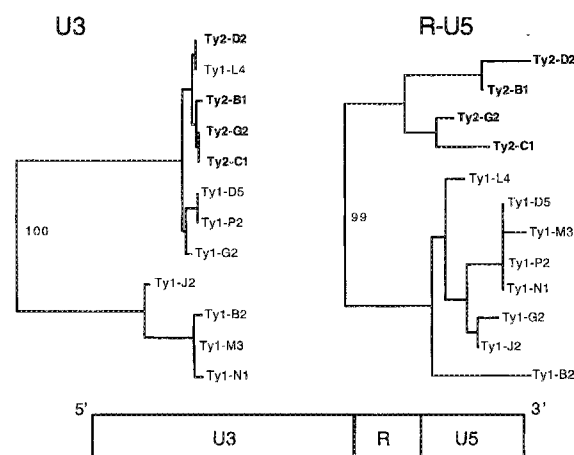 U3
Ty2-D2
Ty1-L4
Ty2-B1
Ty2-G2
Ty2-C1
Ty1-D5
Ty1-P2
Ty1-G2
100
Ty1-J2
Ty1-B2
Ty1-M3
Ty1-N1
R-U5
Ty2-D2
Ty2-B1
Ty2-G2
Ty2-C1
Ty1-L4
Ty1-D5
99
Ty1-M3
Ty1-P2
Ty1-N1
Ty1-G2
Ty1-J2
Ty1-B2
5' 3'
U3 R U5